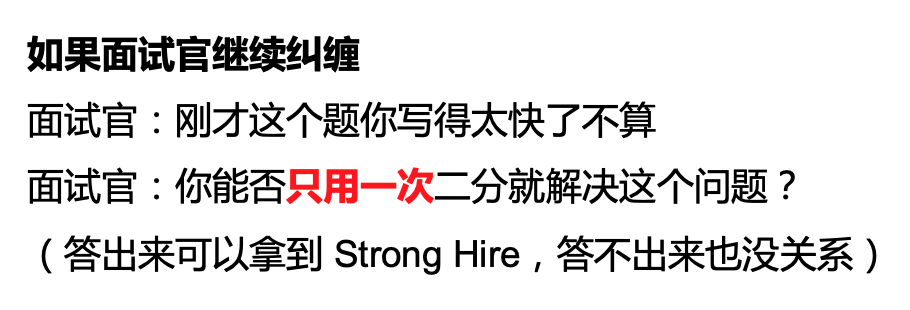 如果面试官继续纠缠
面试官：刚才这个题你写得太快了不算
面试官：你能否只用一次二分就解决这个问题？
（答出来可以拿到 Strong Hire，答不出来也没关系）